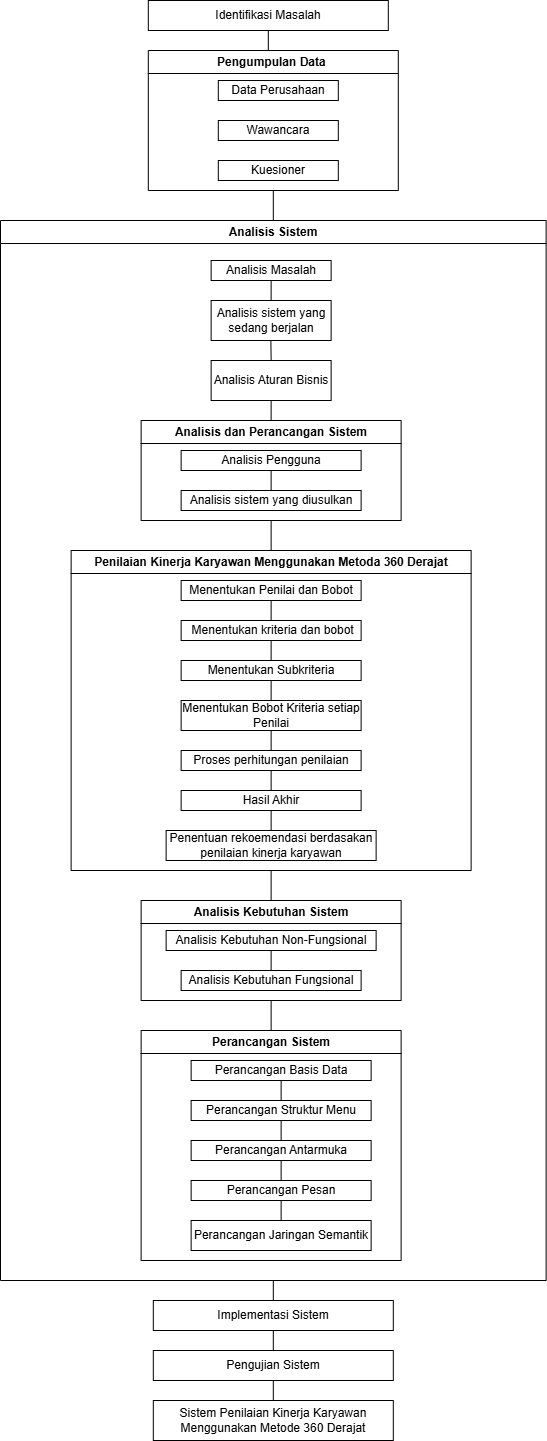 Identifikasi Masalah
Pengumpulan Data
Data Perusahaan
Wawancara
Kuesioner
Analisis Sistem
Analisis Masalah
Analisis sistem yang
sedang berjalan
Analisis Aturan Bisnis
Analisis dan Perancangan Sistem
Analisis Pengguna
Analisis sistem yang diusulkan
Penilaian Kinerja Karyawan Menggunakan Metoda 360 Derajat
Menentukan Penilai dan Bobot
Menentukan kriteria dan bobot
Menentukan Subkriteria
Menentukan Bobot Kriteria setiap
Penilai
Proses perhitungan penilaian
Hasil Akhir
Penentuan rekoemendasi berdasakan
penilaian kinerja karyawan
Analisis Kebutuhan Sistem
Analisis Kebutuhan Non-Fungsional
Analisis Kebutuhan Fungsional
Perancangan Sistem
Perancangan Basis Data
Perancangan Struktur Menu
Perancangan Antarmuka
Perancangan Pesan
Perancangan Jaringan Semantik
Implementasi Sistem
Pengujian Sistem
Sistem Penilaian Kinerja Karyawan
Menggunakan Metode 360 Derajat